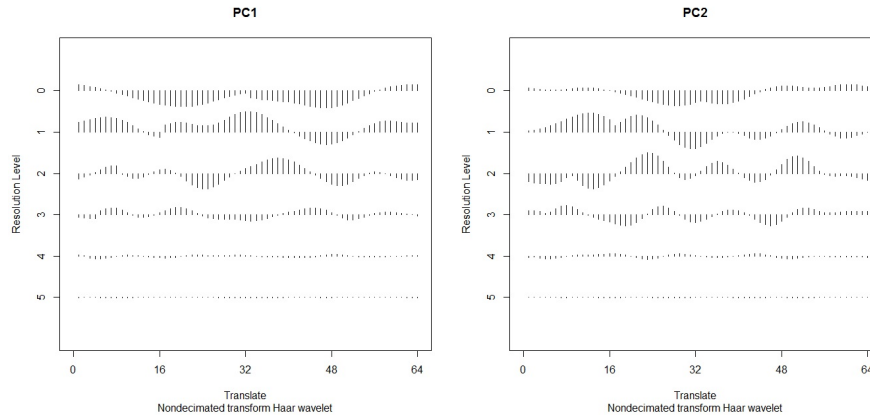 PC1
Resolution Level
0
1
2
3
4
5
0 16 32 48 64
Translate
Nondecimated transform Haar wavelet
PC2
Resolution Level
0
1
2
3
4
5
0 16 32 48 64
Translate
Nondecimated transform Haar wavelet